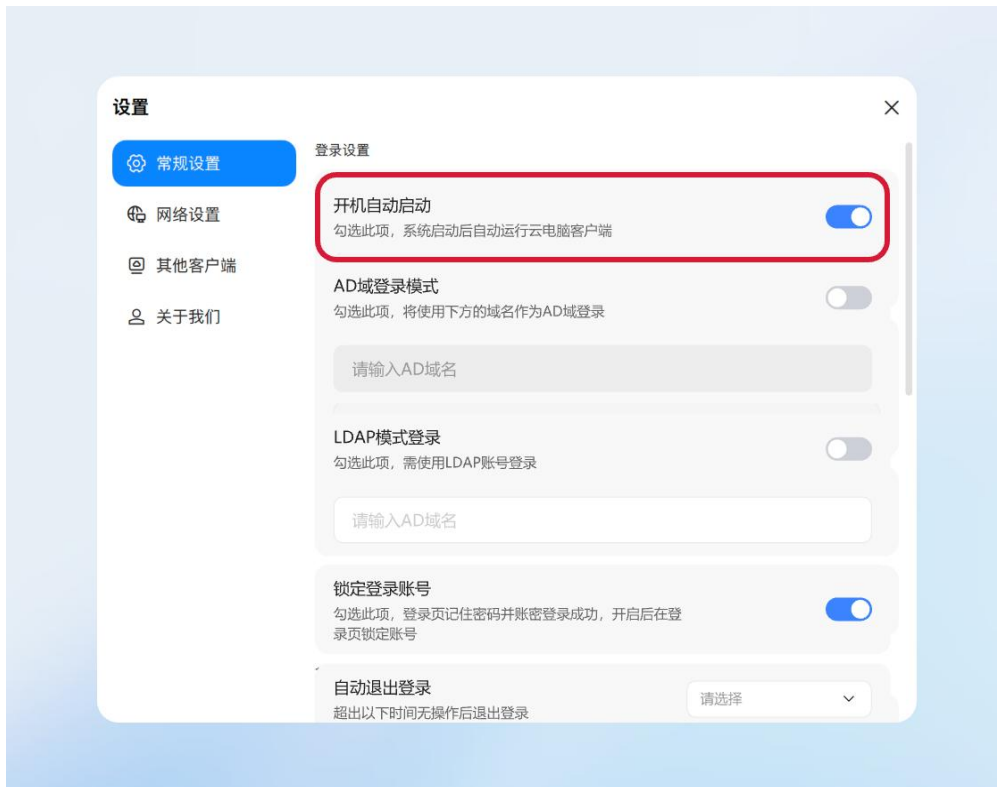 设置
常规设置
网络设置
其他客户端
关于我们
登录设置
开机自动启动
勾选此项，系统启动后自动运行云电脑客户端
AD域登录模式
勾选此项，将使用下方的域名作为AD域登录
请输入AD域名
LDAP模式登录
勾选此项，需使用LDAP账号登录
请输入AD域名
锁定登录账号
勾选此项，登录页记住密码并账密登录成功，开启后在登
录页锁定账号
自动退出登录
超出以下时间无操作后退出登录
请选择